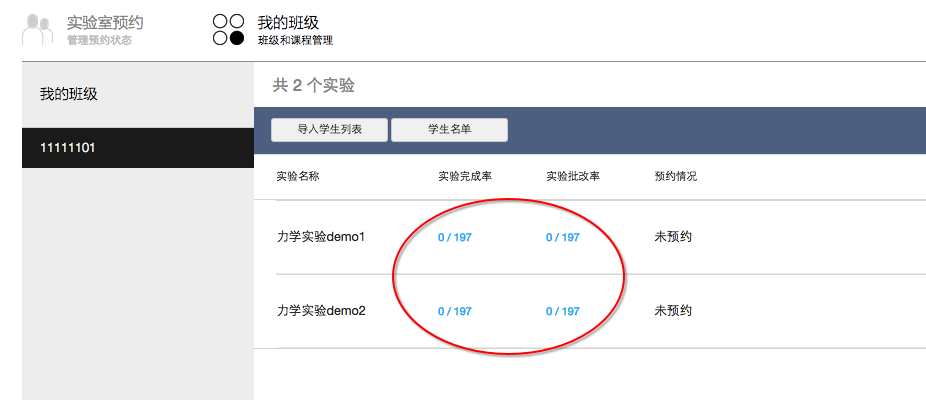 实验室预约
管理预约状态
我的班级
班级和课程管理
我的班级
11111101
共 2 个实验
导入学生列表 学生名单
实验名称 实验完成率 实验批改率 预约情况
力学实验demo1 0 / 197 0 / 197 未预约
力学实验demo2 0 / 197 0 / 197 未预约